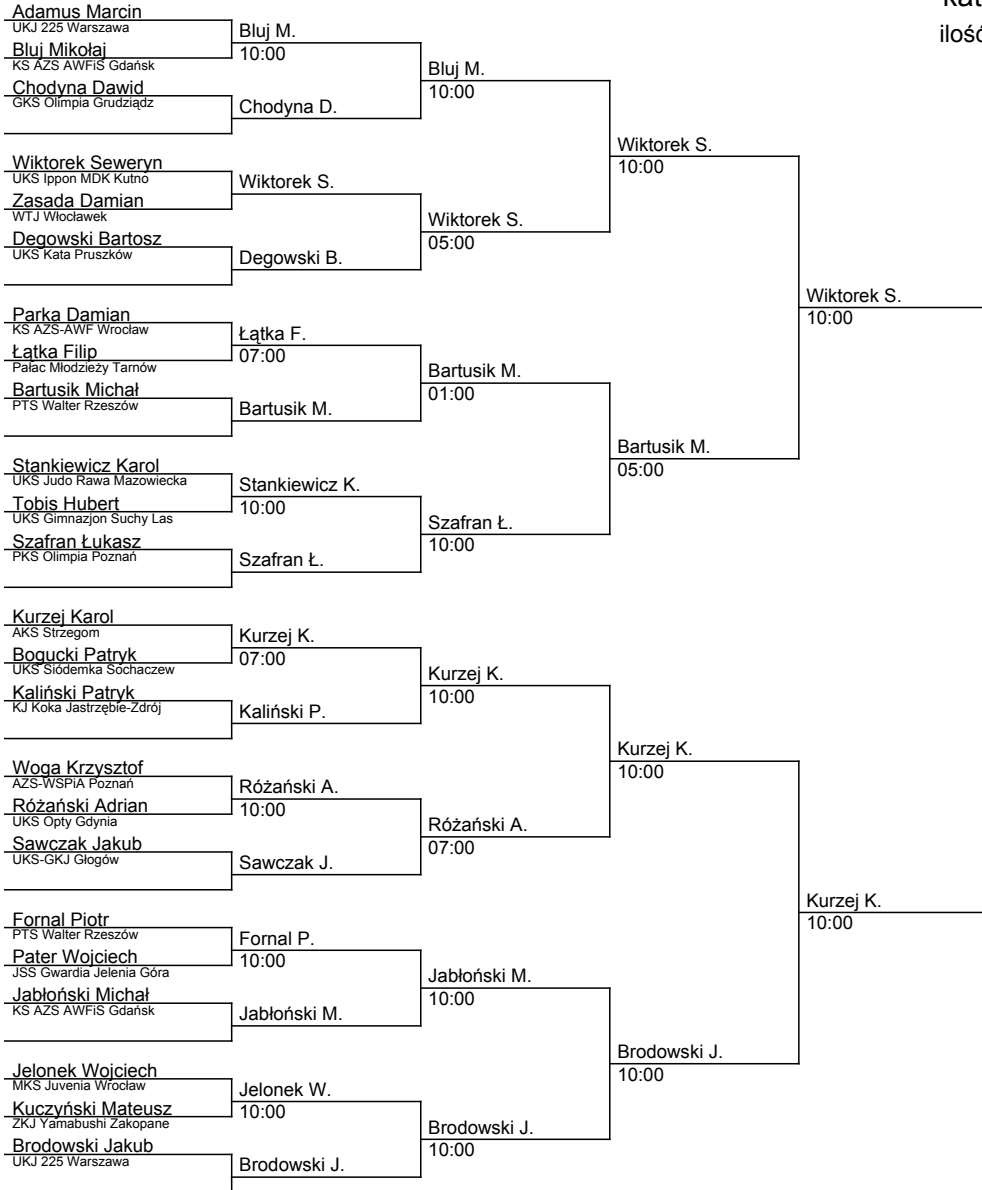 kat
ilość
Adamus Marcin
UKJ 225 Warszawa
Bluj Mikołaj
KS AZS AWFiS Gdańsk
Chodyna Dawid
GKS Olimpia Grudziądz
Wiktorek Seweryn
UKS Ippon MDK Kutno
Zasada Damian
WTJ Włocławek
Degowski Bartosz
UKS Kata Pruszków
Parka Damian
KS AZS-AWF Wrocław
Łątka Filip
Pałac Młodzieży Tarnów
Bartusik Michał
PTS Walter Rzeszów
Stankiewicz Karol
UKS Judo Rawa Mazowiecka
Tobis Hubert
UKS Gimnazjon Suchy Las
Szafran Łukasz
PKS Olimpia Poznań
Kurzej Karol
AKS Strzegom
Bogucki Patryk
UKS Siódemka Sochaczew
Kaliński Patryk
KJ Koka Jastrzębie-Zdrój
Woga Krzysztof
AZS-WSPiA Poznań
Różański Adrian
UKS Opty Gdynia
Sawczak Jakub
UKS-GKJ Głogów
Fornal Piotr
PTS Walter Rzeszów
Pater Wojciech
JSS Gwardia Jelenia Góra
Jabłoński Michał
KS AZS AWFiS Gdańsk
Jelonek Wojciech
MKS Juvenia Wrocław
Kuczyński Mateusz
ZKJ Yamabushi Zakopane
Brodowski Jakub
UKJ 225 Warszawa
Bluj M.
10:00
Chodyna D.
Wiktorek S.
Degowski B.
Łątka F.
07:00
Bartusik M.
Stankiewicz K.
10:00
Szafran Ł.
Kurzej K.
07:00
Kaliński P.
Różański A.
10:00
Sawczak J.
Fornal P.
10:00
Jabłoński M.
Jelonek W.
10:00
Brodowski J.
Bluj M.
10:00
Wiktorek S.
05:00
Bartusik M.
01:00
Szafran Ł.
10:00
Kurzej K.
10:00
Różański A.
07:00
Jabłoński M.
10:00
Brodowski J.
10:00
Wiktorek S.
10:00
Bartusik M.
05:00
Kurzej K.
10:00
Brodowski J.
10:00
Wiktorek S.
10:00
Kurzej K.
10:00